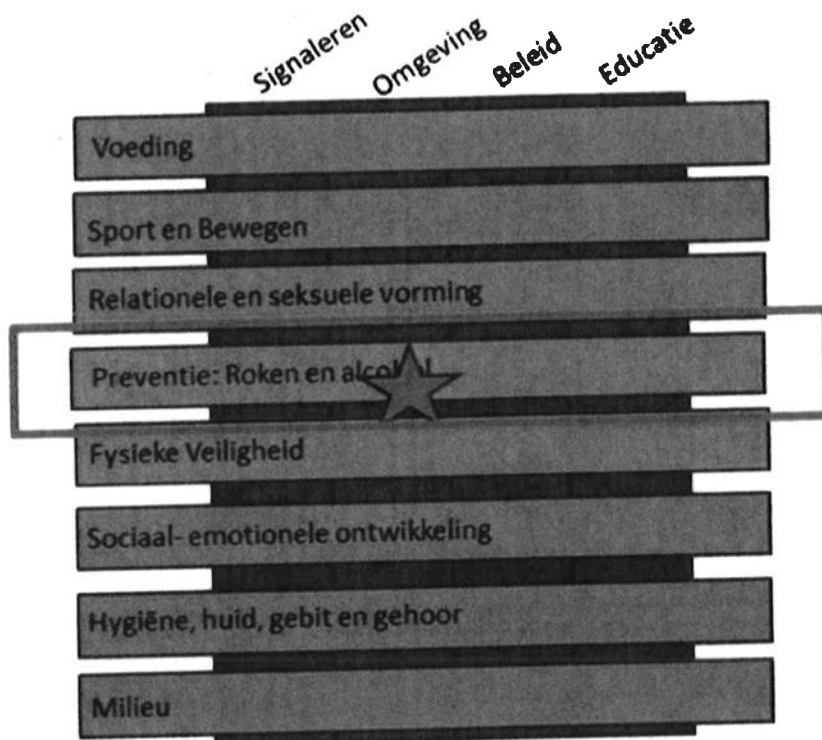 Signaleren Omgeving Beleid Educatie
Voeding
Sport en Bewegen
Relationele en seksuele vorming
Preventie: Roken en alcohol
Fysieke Veiligheid
Sociaal- emotionele ontwikkeling
Hygiëne, huid, gebit en gehoor
Milieu